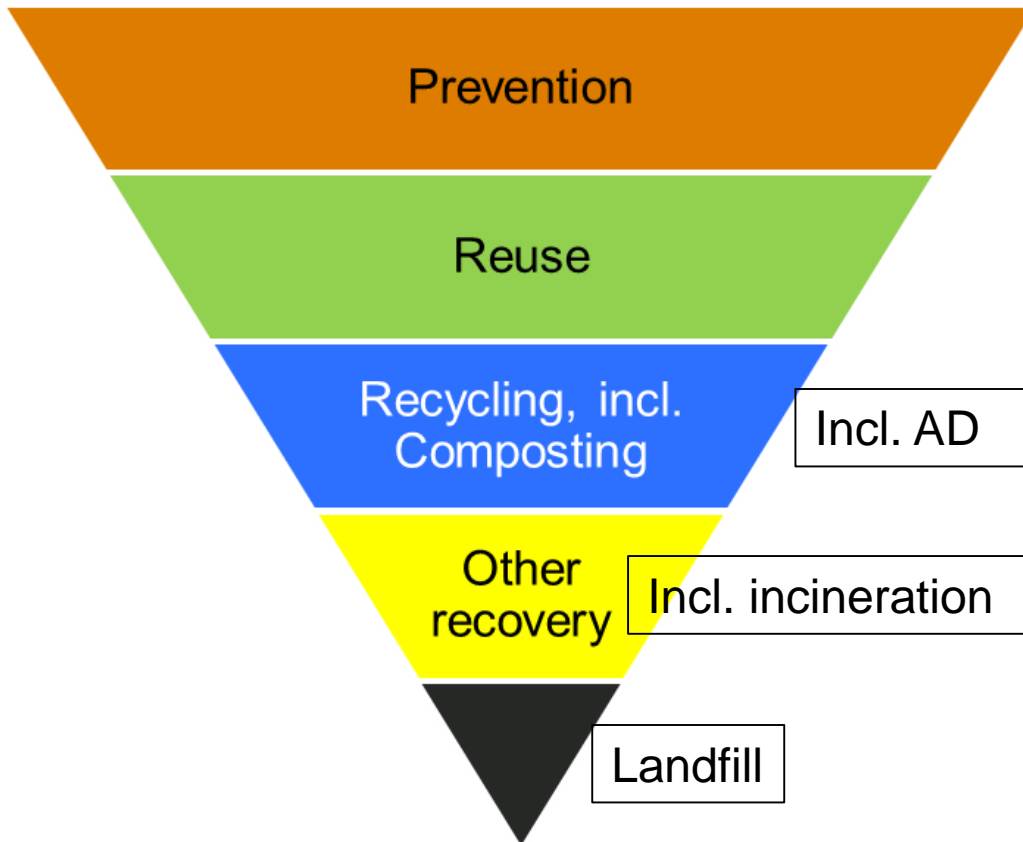 Prevention
Reuse
Recycling, incl.
Composting
Incl. AD
Other
recovery
Incl. incineration
Landfill